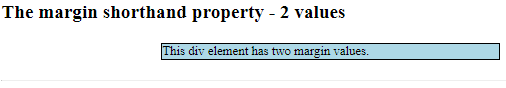 The margin shorthand property - 2 values
This div element has two margin values.